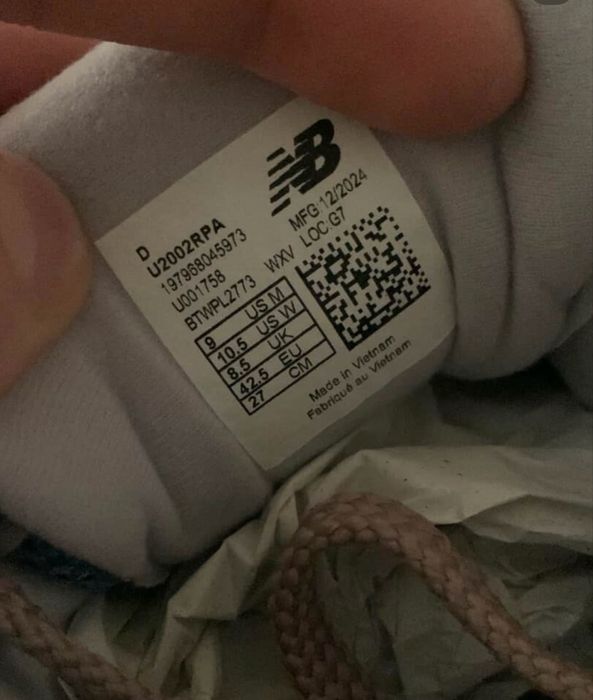 NB
D
U2002RPA
197968045973
U001758
BTWPL2773 WXV
MFG:12/2024
LOC:G7
9 US M
10.5 US W
8.5 UK
42.5 EU
27 CM
Made in Vietnam
Fabriqué au Vietnam